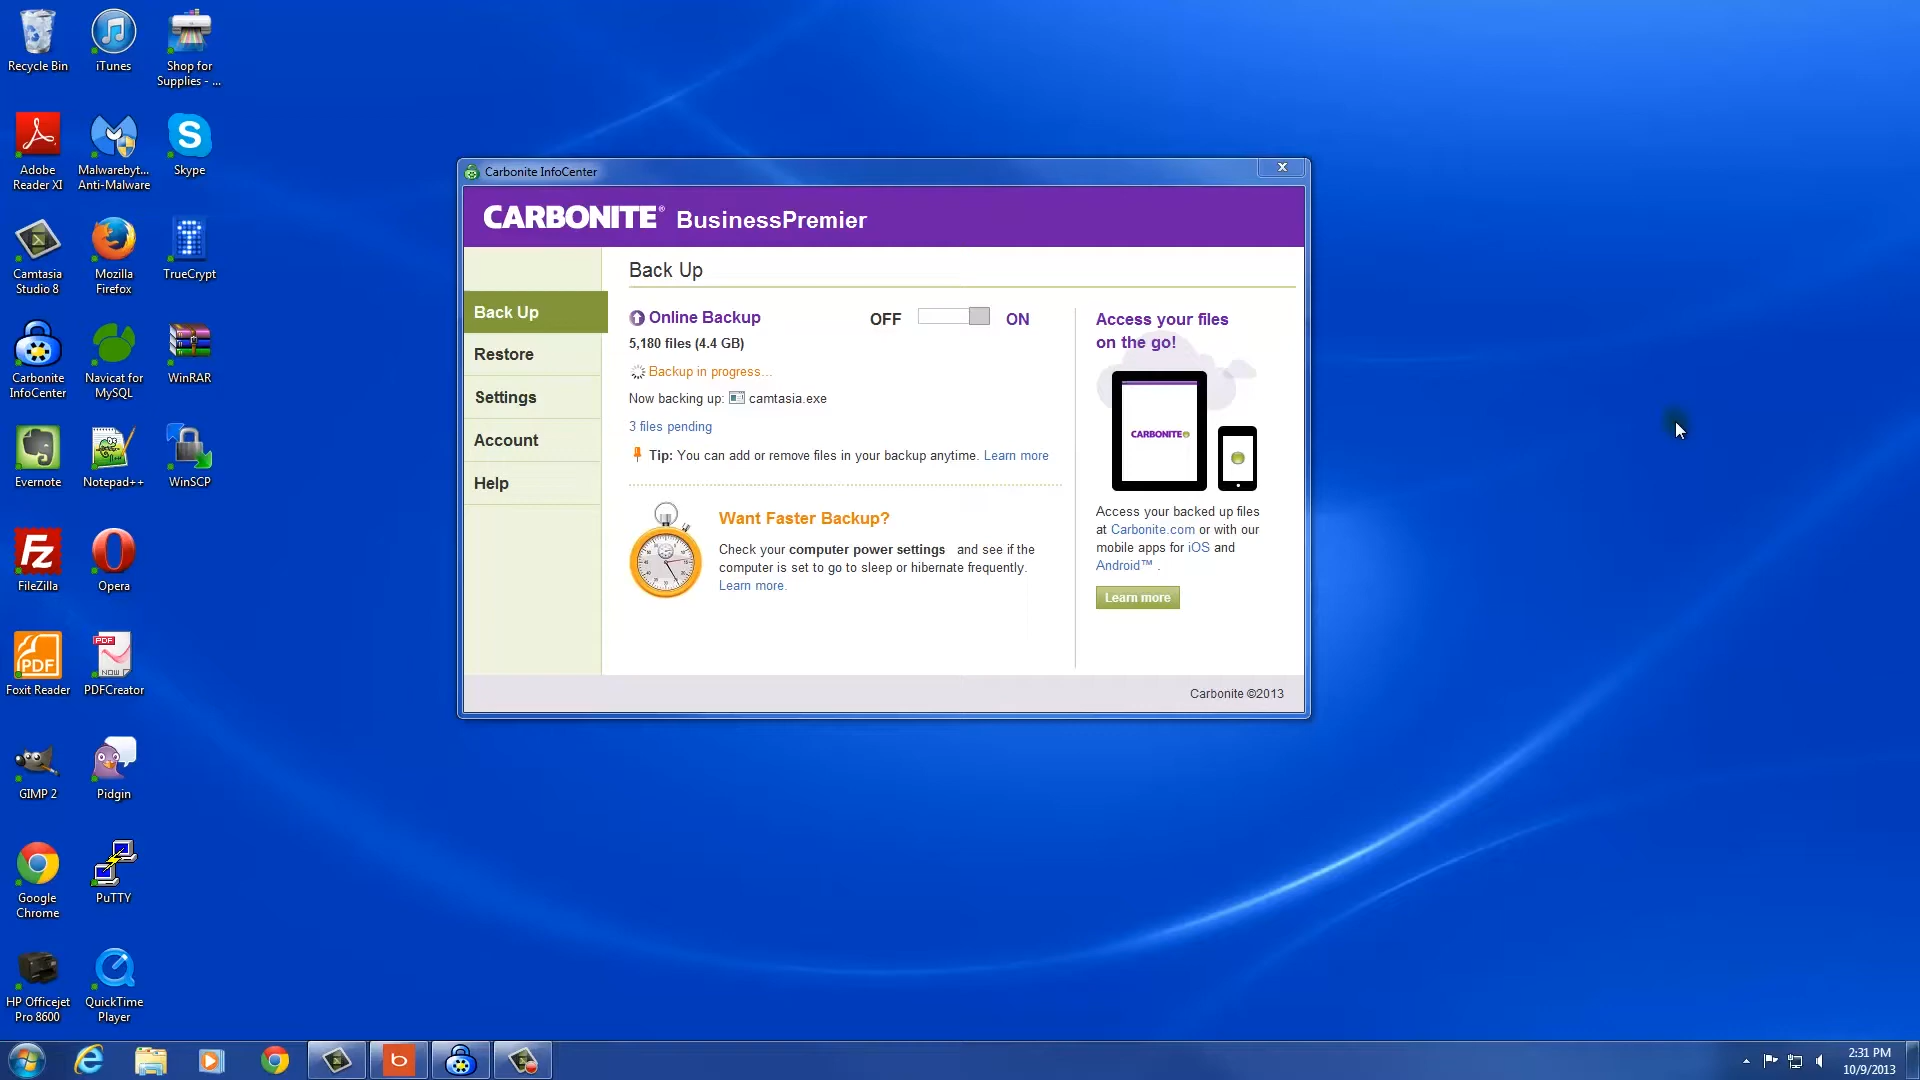 Recycle Bin
iTunes
Shop for
Supplies - ...
Adobe
Reader XI
Malwarebyt...
Anti-Malware
Skype
Camtasia
Studio 8
Mozilla
Firefox
TrueCrypt
Carbonite
InfoCenter
Navicat for
MySQL
WinRAR
Evernote
Notepad++
WinSCP
FileZilla
Opera
Foxit Reader
PDFCreator
GIMP 2
Pidgin
Google
Chrome
PuTTY
HP Officejet
Pro 8600
QuickTime
Player
Carbonite InfoCenter
CARBONITE® BusinessPremier
Back Up
Restore
Settings
Account
Help
Back Up
Online Backup
OFF
ON
5,180 files (4.4 GB)
Backup in progress...
Now backing up: camtasia.exe
3 files pending
Tip: You can add or remove files in your backup anytime. Learn more
Want Faster Backup?
Check your computer power settings and see if the
computer is set to go to sleep or hibernate frequently.
Learn more.
Access your files
on the go!
CARBONITE
Access your backed up files
at Carbonite.com or with our
mobile apps for iOS and
Android™ .
Learn more
Carbonite ©2013
2:31 PM
10/9/2013